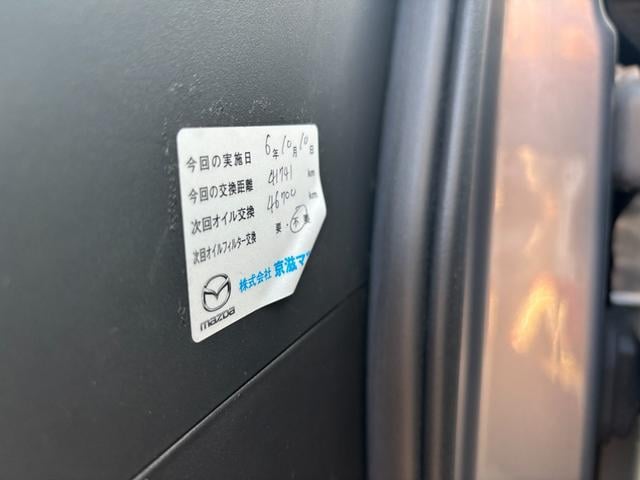 今回の実施日 6年10月10日
今回の交換距離 41741 km
次回オイル交換 46700 km
次回オイルフィルター交換 要・不要
株式会社 京滋マツ
mazda